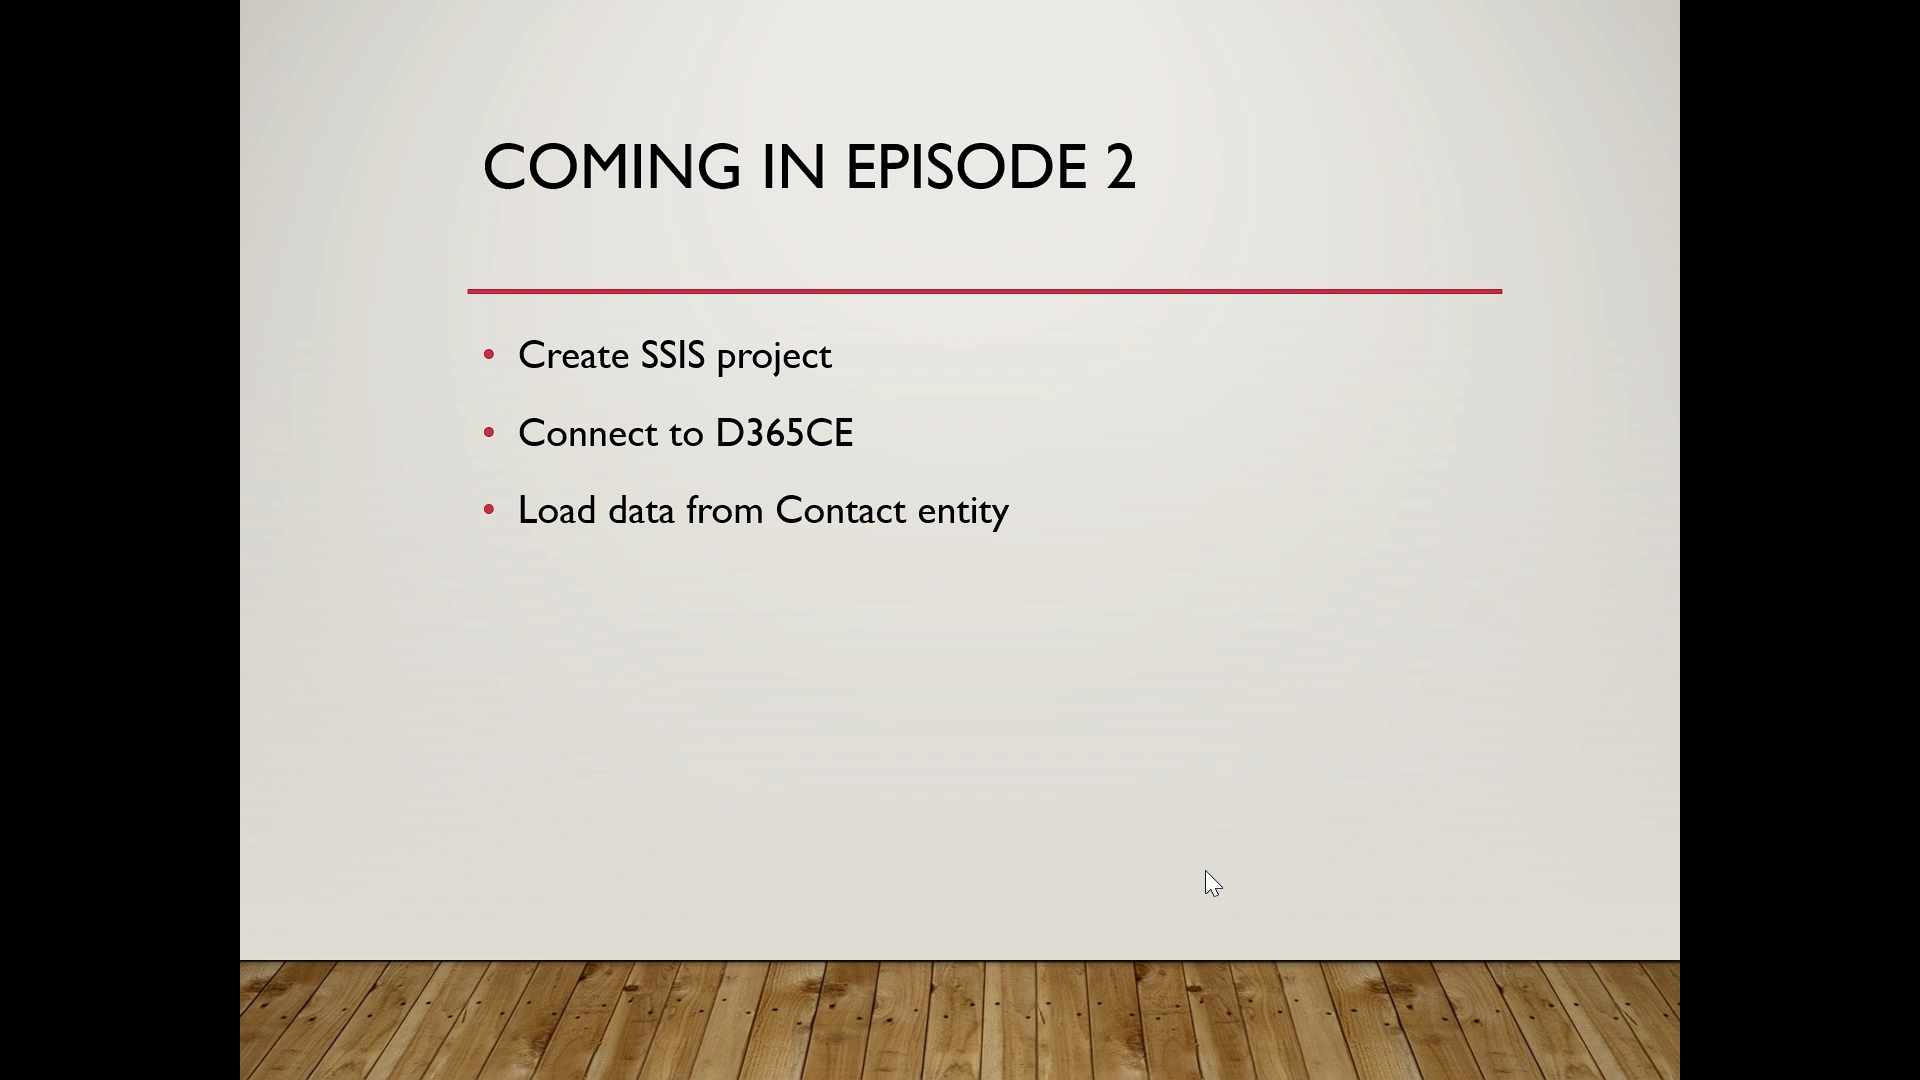 COMING IN EPISODE 2
• Create SSIS project
• Connect to D365CE
• Load data from Contact entity